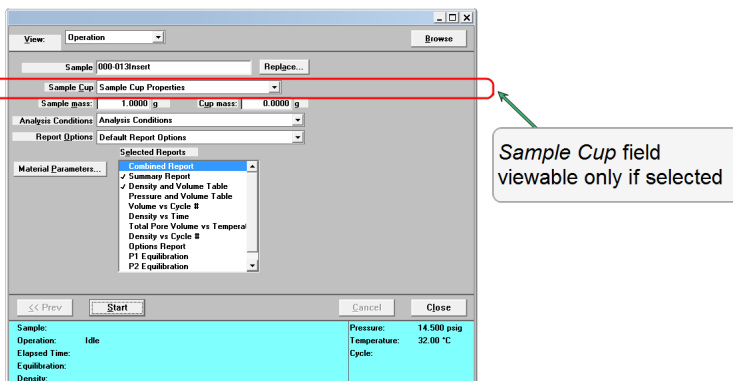 View: Operation Browse
Sample 000-013Insert Replace...
Sample Cup Sample Cup Properties
Sample mass: 1.0000 g Cup mass: 0.0000 g
Analysis Conditions Analysis Conditions
Report Options Default Report Options
Selected Reports
Material Parameters...
Combined Report
✓ Summary Report
✓ Density and Volume Table
Pressure and Volume Table
Volume vs Cycle #
Density vs Time
Total Pore Volume vs Temperat
Density vs Cycle #
Options Report
P1 Equilibration
P2 Equilibration
Sample Cup field
viewable only if selected
<< Prev Start Cancel Close
Sample: Pressure: 14.500 psig
Operation: Idle Temperature: 32.00 °C
Elapsed Time: Cycle:
Equilibration:
Density: